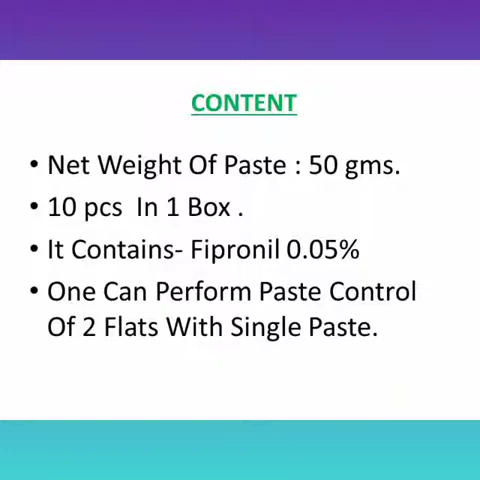 CONTENT
• Net Weight Of Paste : 50 gms.
• 10 pcs  In 1 Box .
• It Contains- Fipronil 0.05%
• One Can Perform Paste Control
Of 2 Flats With Single Paste.